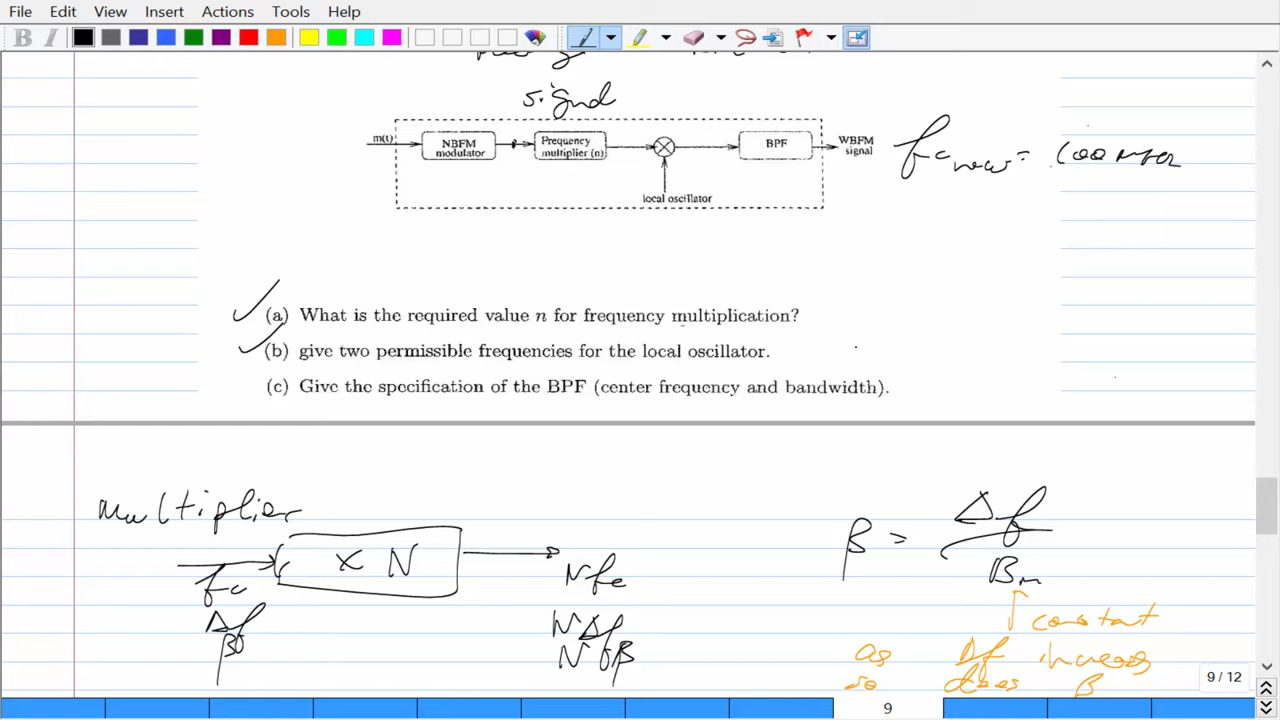 File Edit View Insert Actions Tools Help
B I
signal
m(t) NBFM modulator Frequency multiplier (n) BPF WBFM signal
local oscillator
fc new = 100 MHz
(a) What is the required value n for frequency multiplication?
(b) give two permissible frequencies for the local oscillator.
(c) Give the specification of the BPF (center frequency and bandwidth).
Multiplier
fc × N Nfc
Δf NΔf
β Nβ
β = Δf
Bm
constant
as Δf increases
so does β
9 / 12
9